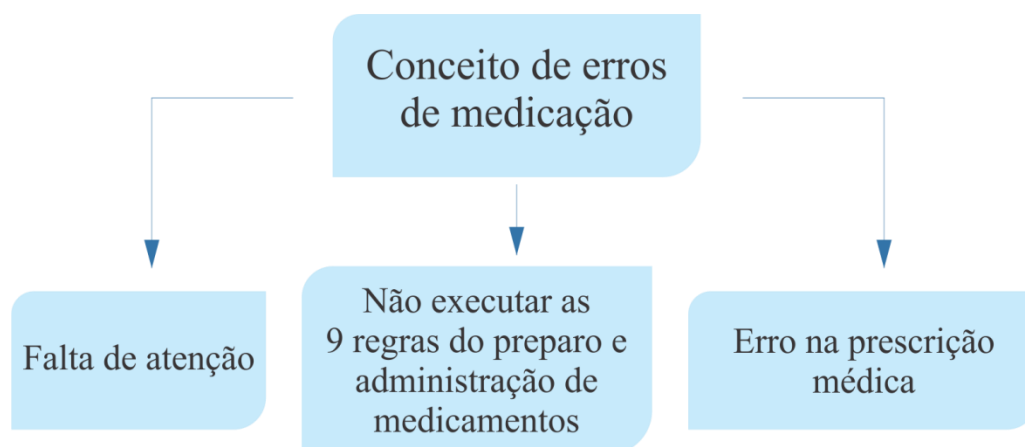 Conceito de erros
de medicação
Falta de atenção
Não executar as
9 regras do preparo e
administração de
medicamentos
Erro na prescrição
médica